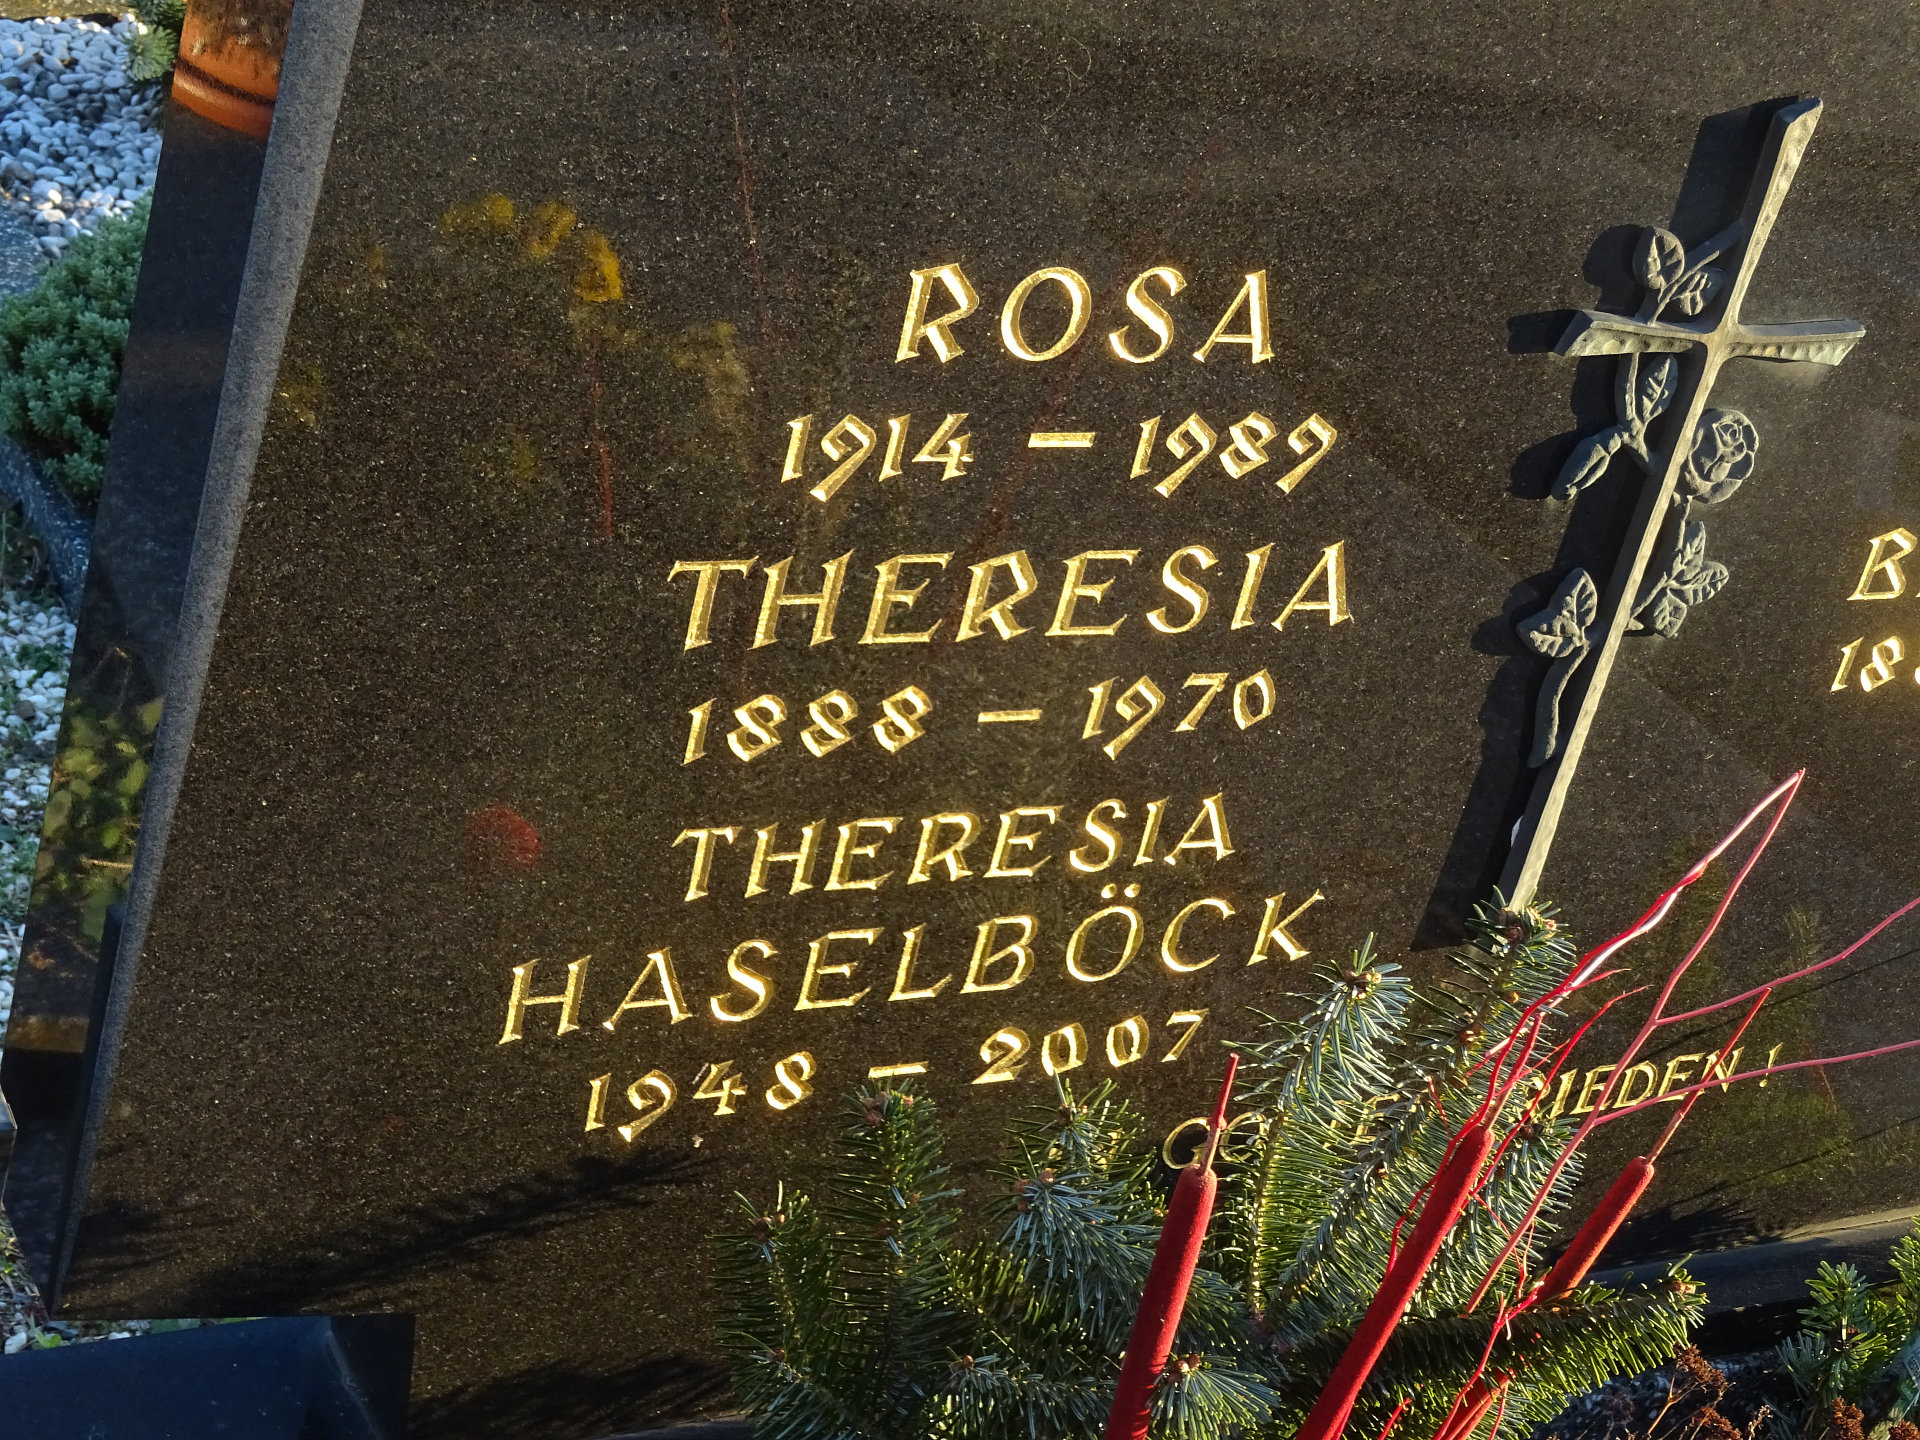 ROSA
1914 – 1989
THERESIA
1888 – 1970
THERESIA
HASELBÖCK
1948 – 2007